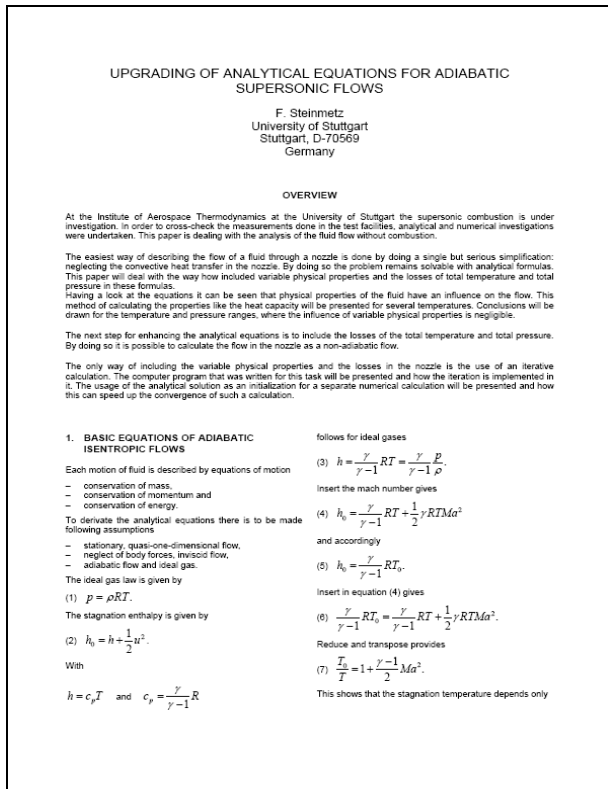 UPGRADING OF ANALYTICAL EQUATIONS FOR ADIABATIC
SUPERSONIC FLOWS
F. Steinmetz
University of Stuttgart
Stuttgart, D-70569
Germany
OVERVIEW
At the Institute of Aerospace Thermodynamics at the University of Stuttgart the supersonic combustion is under
investigation. In order to cross-check the measurements done in the test facilities, analytical and numerical investigations
were undertaken. This paper is dealing with the analysis of the fluid flow without combustion.
The easiest way of describing the flow of a fluid through a nozzle is done by doing a single but serious simplification:
neglecting the convective heat transfer in the nozzle. By doing so the problem remains solvable with analytical formulas.
This paper will deal with the way how included variable physical properties and the losses of total temperature and total
pressure in these formulas.
Having a look at the equations it can be seen that physical properties of the fluid have an influence on the flow. This
method of calculating the properties like the heat capacity will be presented for several temperatures. Conclusions will be
drawn for the temperature and pressure ranges, where the influence of variable physical properties is negligible.
The next step for enhancing the analytical equations is to include the losses of the total temperature and total pressure.
By doing so it is possible to calculate the flow in the nozzle as a non-adiabatic flow.
The only way of including the variable physical properties and the losses in the nozzle is the use of an iterative
calculation. The computer program that was written for this task will be presented and how the iteration is implemented in
it. The usage of the analytical solution as an initialization for a separate numerical calculation will be presented and how
this can speed up the convergence of such a calculation.
1. BASIC EQUATIONS OF ADIABATIC
ISENTROPIC FLOWS
Each motion of fluid is described by equations of motion
– conservation of mass,
– conservation of momentum and
– conservation of energy.
To derivate the analytical equations there is to be made
following assumptions
– stationary, quasi-one-dimensional flow,
– neglect of body forces, inviscid flow,
– adiabatic flow and ideal gas.
The ideal gas law is given by
(1) p = ρRT.
The stagnation enthalpy is given by
(2) h₀ = h + 1/2 u².
With
h = c_p T and c_p = γ/(γ−1) R
follows for ideal gases
(3) h = γ/(γ−1) RT = γ/(γ−1) p/ρ.
Insert the mach number gives
(4) h₀ = γ/(γ−1) RT + 1/2 γRTMa²
and accordingly
(5) h₀ = γ/(γ−1) RT₀.
Insert in equation (4) gives
(6) γ/(γ−1) RT₀ = γ/(γ−1) RT + 1/2 γRTMa².
Reduce and transpose provides
(7) T₀/T = 1 + (γ−1)/2 Ma².
This shows that the stagnation temperature depends only